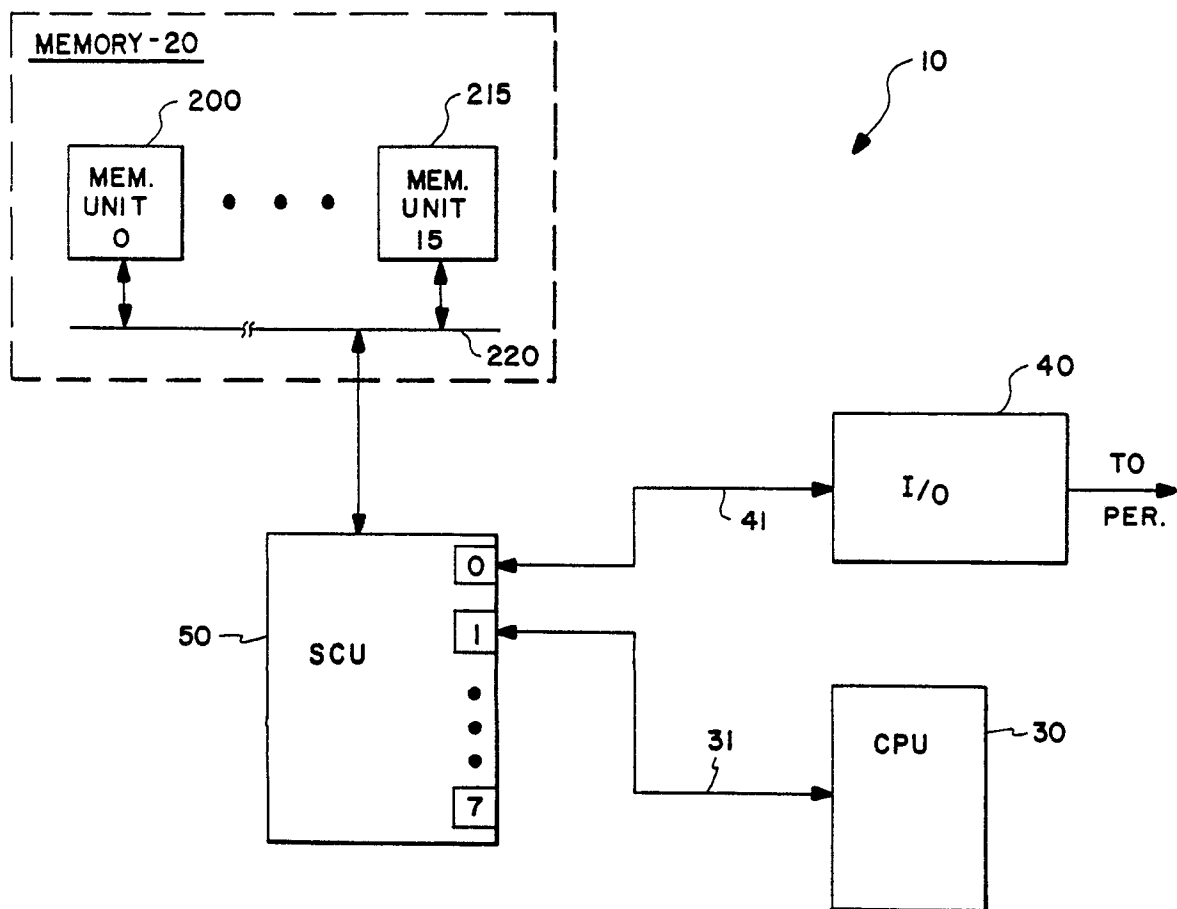 MEMORY-20
10
200
215
MEM.
UNIT
0
MEM.
UNIT
15
220
40
I/O
TO
PER.
41
0
1
7
50
SCU
31
CPU
30